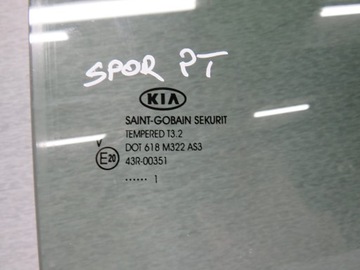 SPOR PT
KIA
SAINT-GOBAIN SEKURIT
TEMPERED T3.2
V
DOT 618 M322 AS3
E20
43R-00351
...... 1